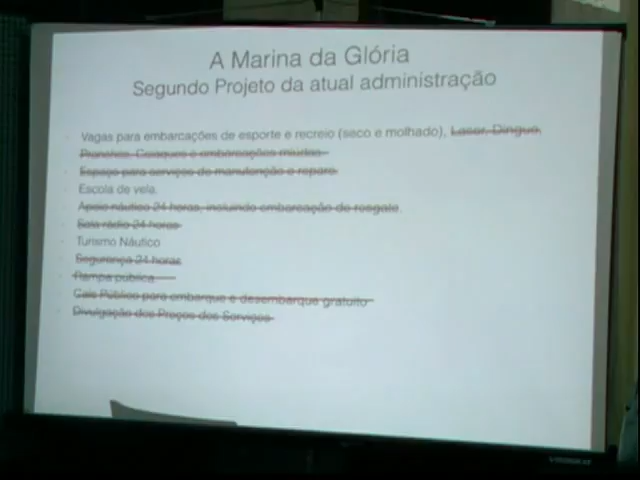 A Marina da Glória
Segundo Projeto da atual administração
Vagas para embarcações de esporte e recreio (seco e molhado), Laser, Dingue,
Pranchas, Caiaques e embarcações miúdas
Espaço para serviços de manutenção e reparo
Escola de vela.
Apoio náutico 24 horas, incluindo embarcação de resgate.
Sala rádio 24 horas
Turismo Náutico
Segurança 24 horas
Rampa pública
Cais Público para embarque e desembarque gratuito
Divulgação dos Preços dos Serviços